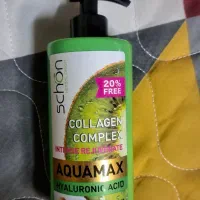 schön
20%
FREE
COLLAGEN
COMPLEX
INTENSE REJUVENATE
AQUAMAX
HYALURONIC ACID